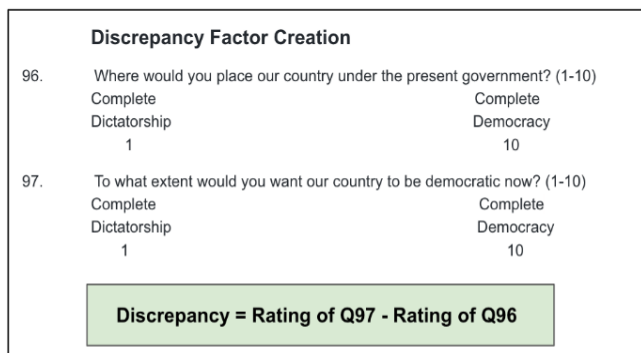 Discrepancy Factor Creation
96. Where would you place our country under the present government? (1-10)
Complete Complete
Dictatorship Democracy
1 10
97. To what extent would you want our country to be democratic now? (1-10)
Complete Complete
Dictatorship Democracy
1 10
Discrepancy = Rating of Q97 - Rating of Q96